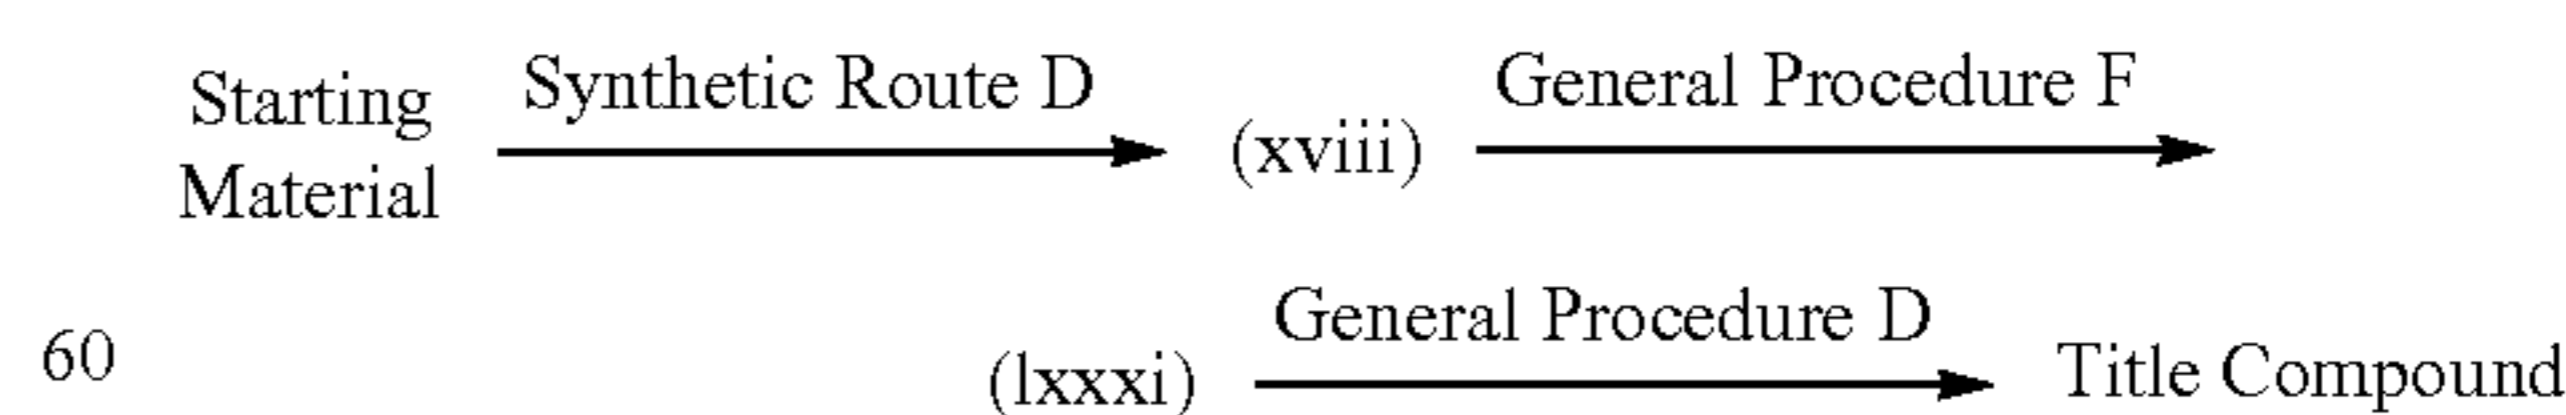 Starting Material
Synthetic Route D
(xviii)
General Procedure F
60
(lxxxi)
General Procedure D
Title Compound